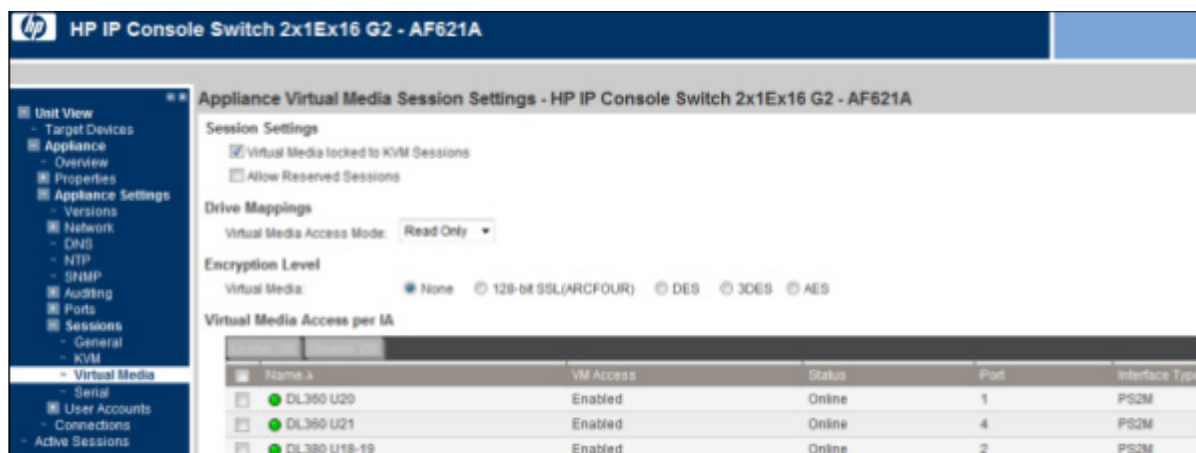 hp HP IP Console Switch 2x1Ex16 G2 - AF621A
Unit View
Target Devices
Appliance
Overview
Properties
Appliance Settings
Versions
Network
DNS
NTP
SNMP
Auditing
Ports
Sessions
General
KVM
Virtual Media
Serial
User Accounts
Connections
Active Sessions
Appliance Virtual Media Session Settings - HP IP Console Switch 2x1Ex16 G2 - AF621A
Session Settings
Virtual Media locked to KVM Sessions
Allow Reserved Sessions
Drive Mappings
Virtual Media Access Mode: Read Only
Encryption Level
Virtual Media: None 128-bit SSL(ARCFOUR) DES 3DES AES
Virtual Media Access per IA
Name VM Access Status Port Interface Type
DL360 U20 Enabled Online 1 PS2M
DL360 U21 Enabled Online 4 PS2M
DL380 U18-19 Enabled Online 2 PS2M